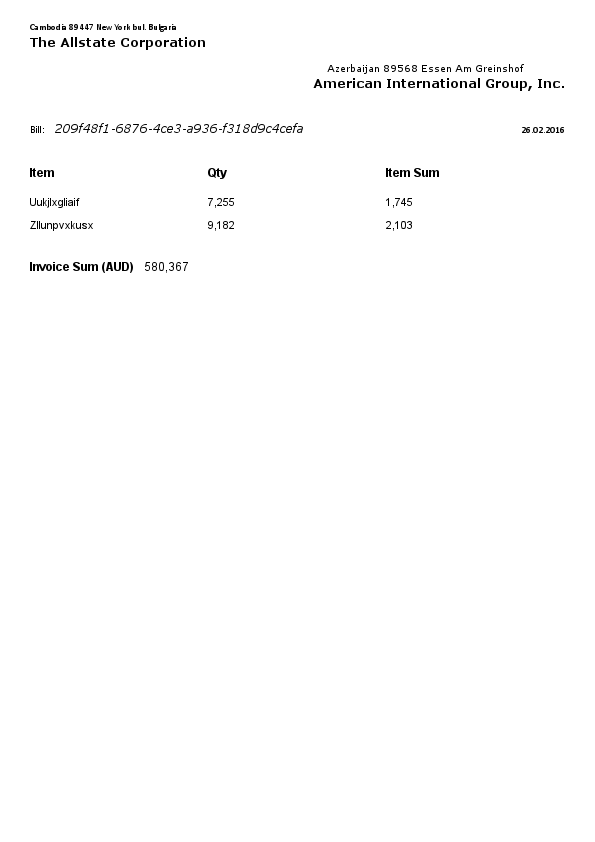 Cambodia 89447 New York bul. Bulgaria
The Allstate Corporation
Azerbaijan 89568 Essen Am Greinshof
American International Group, Inc.
Bill: 209f48f1-6876-4ce3-a936-f318d9c4cefa 26.02.2016
Item Qty Item Sum
Uukjlxgliaif 7,255 1,745
Zllunpvxkusx 9,182 2,103
Invoice Sum (AUD) 580,367